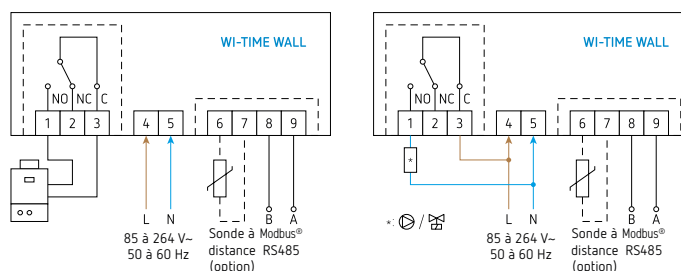 WI-TIME WALL
NO NC C
1 2 3 4 5 6 7 8 9
L N B A
85 à 264 V~
50 à 60 Hz
Sonde à
distance
(option)
Modbus®
RS485
WI-TIME WALL
NO NC C
1 2 3 4 5 6 7 8 9
*
*: /
L N B A
85 à 264 V~
50 à 60 Hz
Sonde à
distance
(option)
Modbus®
RS485